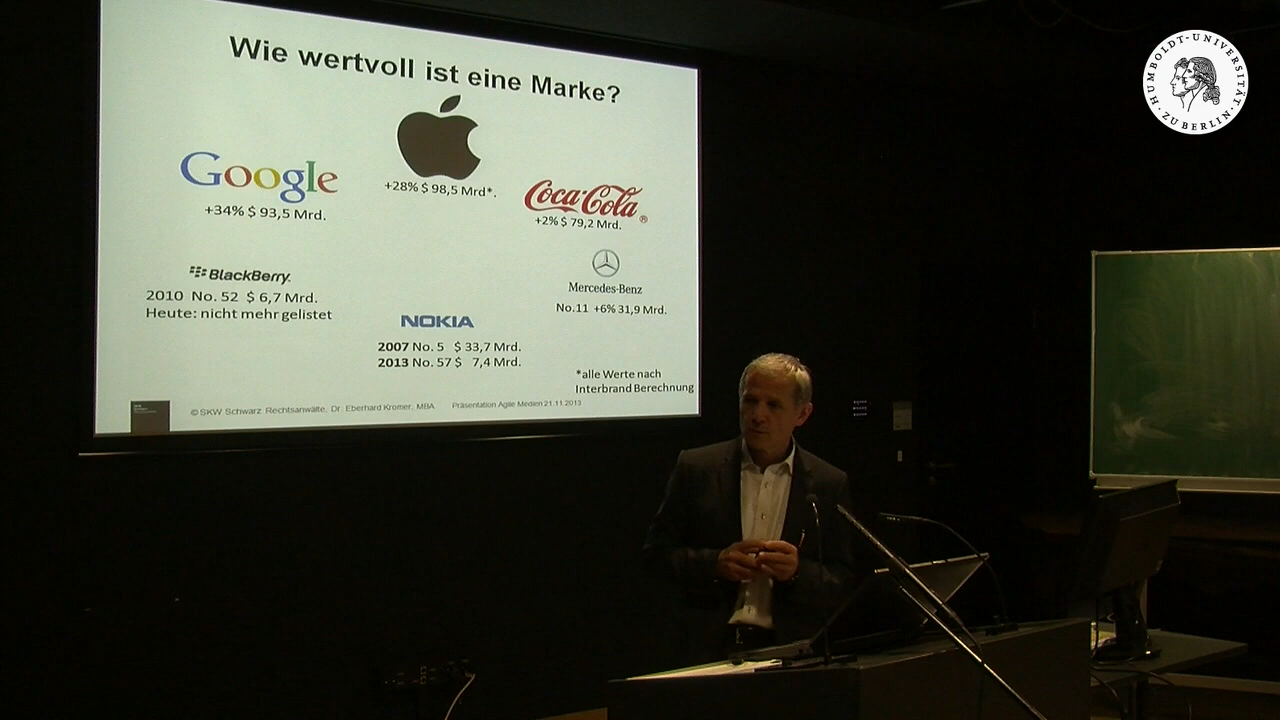 Wie wertvoll ist eine Marke?
+28% $ 98,5 Mrd*.
Google
+34% $ 93,5 Mrd.
Coca-Cola®
+2% $ 79,2 Mrd.
BlackBerry.
2010 No. 52 $ 6,7 Mrd.
Heute: nicht mehr gelistet
Mercedes-Benz
No.11 +6% 31,9 Mrd.
NOKIA
2007 No. 5 $ 33,7 Mrd.
2013 No. 57 $ 7,4 Mrd.
*alle Werte nach
Interbrand Berechnung
© SKW Schwarz Rechtsanwälte, Dr. Eberhard Kromer, MBA Präsentation Agile Medien 21.11.2013
HUMBOLDT-UNIVERSITÄT
· ZU BERLIN ·